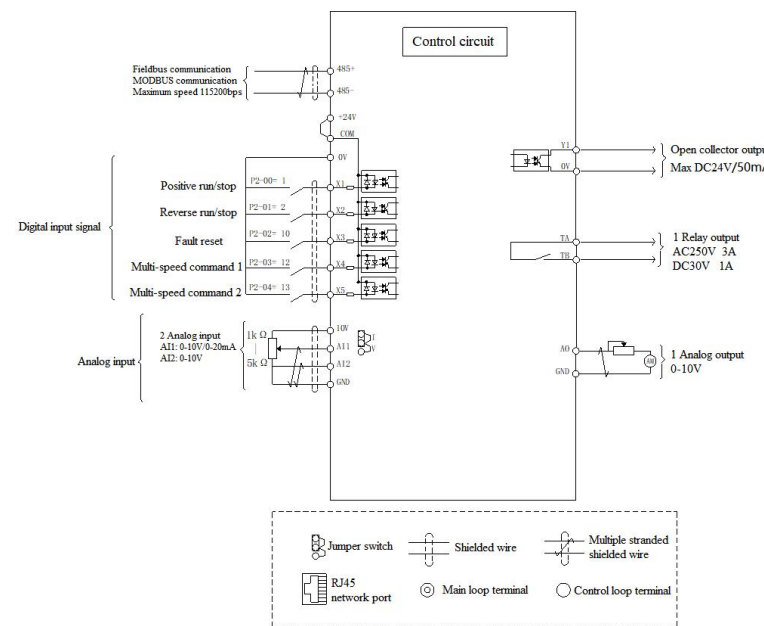 Control circuit
Fieldbus communication
MODBUS communication
Maximum speed 115200bps
485+
485-
+24V
COM
0V
Digital input signal
Positive run/stop
P2-00= 1
X1
Reverse run/stop
P2-01= 2
X2
Fault reset
P2-02= 10
X3
Multi-speed command 1
P2-03= 12
X4
Multi-speed command 2
P2-04= 13
X5
Analog input
2 Analog input
AI1: 0-10V/0-20mA
AI2: 0-10V
1k Ω
5k Ω
10V
AI1
AI2
GND
I
V
Y1
0V
Open collector outpu
Max DC24V/50m
TA
TB
1 Relay output
AC250V 3A
DC30V 1A
AO
GND
AM
1 Analog output
0-10V
Jumper switch
Shielded wire
Multiple stranded
shielded wire
RJ45
network port
Main loop terminal
Control loop terminal